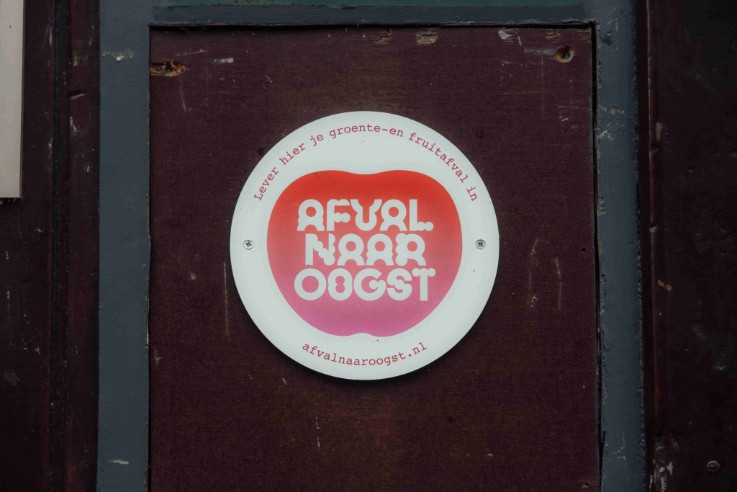 Lever hier je groente-en fruitafval in
AFVAL
NAAR
OOGST
afvalnaaroogst.nl